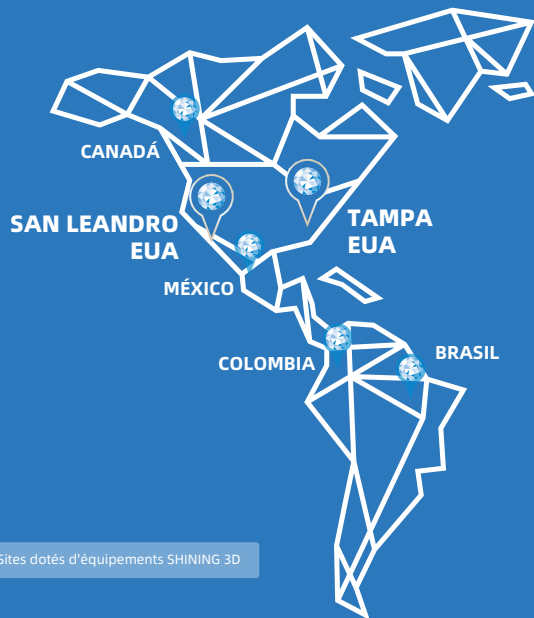 CANADÁ
SAN LEANDRO
EUA
TAMPA
EUA
MÉXICO
COLOMBIA
BRASIL
Sites dotés d'équipements SHINING 3D